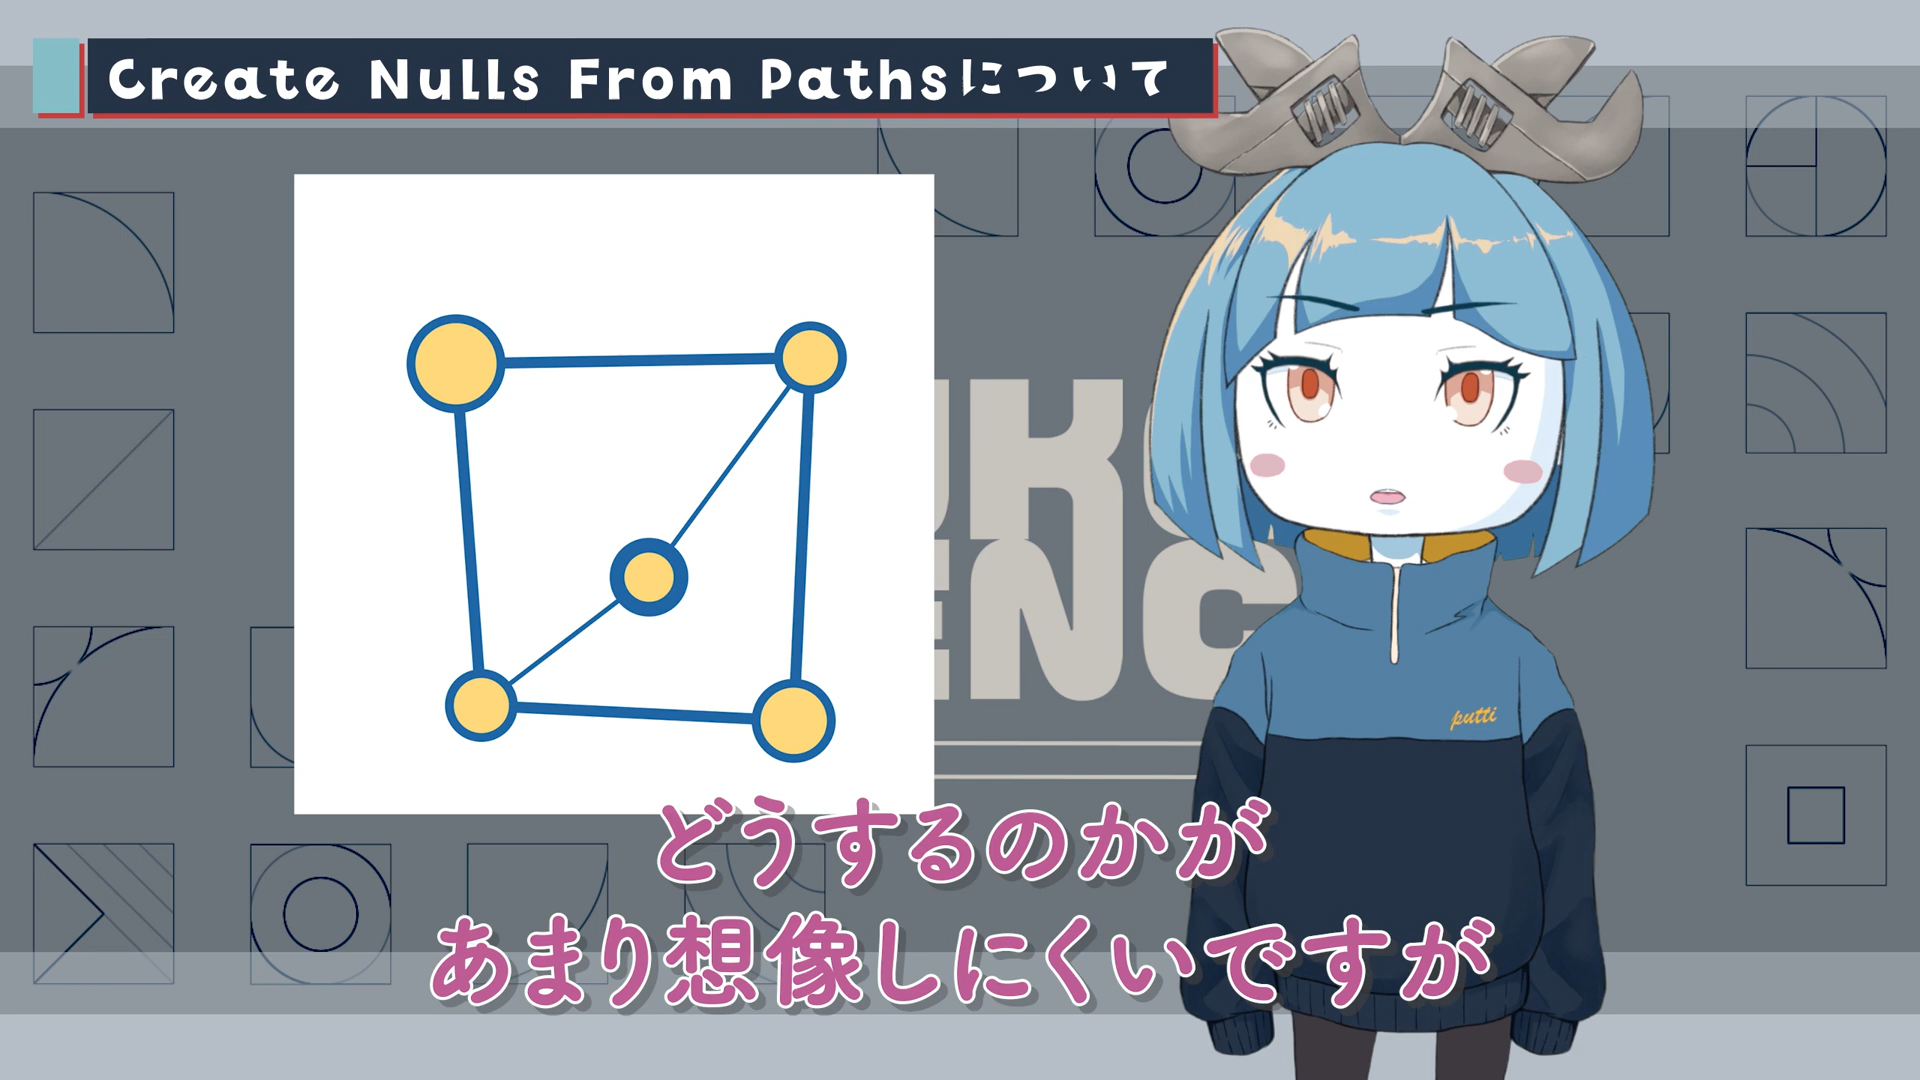 Create Nulls From Pathsについて
putti
どうするのかが
あまり想像しにくいですが